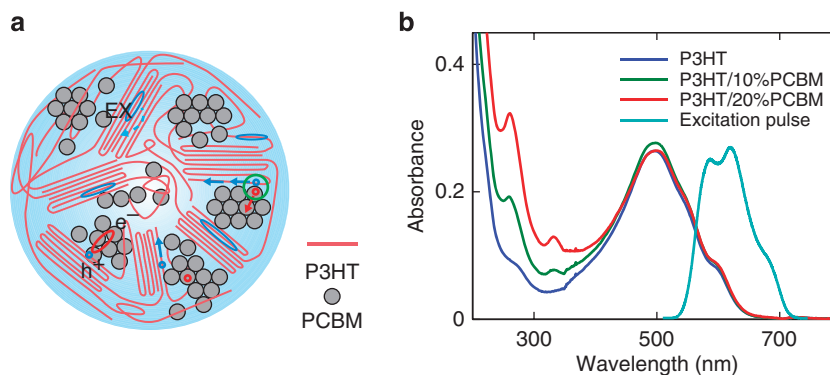 a
EX
e−
h+
P3HT
PCBM
b
P3HT
P3HT/10%PCBM
P3HT/20%PCBM
Excitation pulse
Absorbance
0.4
0.2
0
300
500
700
Wavelength (nm)